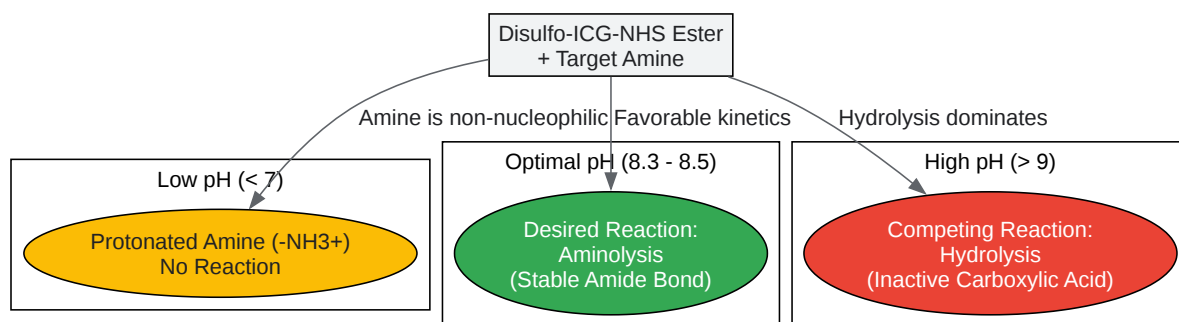 Disulfo-ICG-NHS Ester
+ Target Amine
Amine is non-nucleophilic
Favorable kinetics
Hydrolysis dominates
Low pH (< 7)
Optimal pH (8.3 - 8.5)
High pH (> 9)
Protonated Amine (-NH3+)
No Reaction
Desired Reaction:
Aminolysis
(Stable Amide Bond)
Competing Reaction:
Hydrolysis
(Inactive Carboxylic Acid)